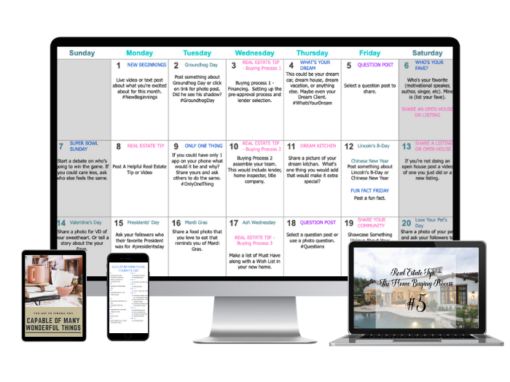 Sunday Monday Tuesday Wednesday Thursday Friday Saturday
1 NEW BEGINNINGS
Live video or text post
about what you're excited
about for this month.
#NewBeginnings
2 Groundhog Day
Post something about
Groundhog Day or click
on link for photo post.
Did he see his shadow?
#GroundhogDay
3 REAL ESTATE TIP
- Buying Process 1
Buying process 1 -
Financing. Setting up the
pre-approval process and
lender selection.
4 WHAT'S YOUR
DREAM
This could be your dream
car, dream house, dream
vacation, or anything
else. Maybe even your
Dream Client,
#WhatsYourDream
5 QUESTION POST
Select a question post to
share.
6 WHO'S YOUR
FAVE?
Who's your favorite
(motivational speaker,
author, singer, etc). Mine
is (list your fave).
SHARE AN OPEN HOUSE
OR LISTING
7 SUPER BOWL
SUNDAY
Start a debate on who's
going to win the game. If
you could care less, ask
who else feels the same.
8 REAL ESTATE TIP
Post A Helpful Real Estate
Tip or Video
9 ONLY ONE THING
If you could have only 1
app on your phone what
would it be and why?
Share yours and ask
others to do the same.
#OnlyOneThing
10 REAL ESTATE TIP
- Buying Process 2
Buying Process 2
assemble your team.
This would include lender,
home inspector, title
company.
11 DREAM KITCHEN
Share a picture of your
dream kitchen. What's
one thing you would add
that would make it extra
special?
12 Lincoln's B-Day
Chinese New Year
Post something about
Lincoln's B-Day or
Chinese New Year
FUN FACT FRIDAY
Post a fun fact.
13 SHARE A LISTING
OR OPEN HOUSE
If you're not doing an
open house post a video
of one you just did or a
new listing.
14 Valentine's Day
Share a photo for VD of
your sweetheart. Or tell a
story about the
15 Presidents' Day
Ask your followers who
their favorite President
was for #presidentsday
16 Mardi Gras
Share a food photo that
you love to eat that
reminds you of Mardi
Gras.
17 Ash Wednesday
REAL ESTATE TIP -
Buying Process 3
Make a list of Must Have
along with a Wish List in
your new home.
18 QUESTION POST
Select a question post or
use a photo question.
#Questions
19 SHARE YOUR
COMMUNITY
Showcase Something
20 Love Your Pet's
Day
Share a photo of your pet
and ask your followers to
CAPABLE OF MANY
WONDERFUL THINGS
Real Estate Tip
The Home Buying Process
#5